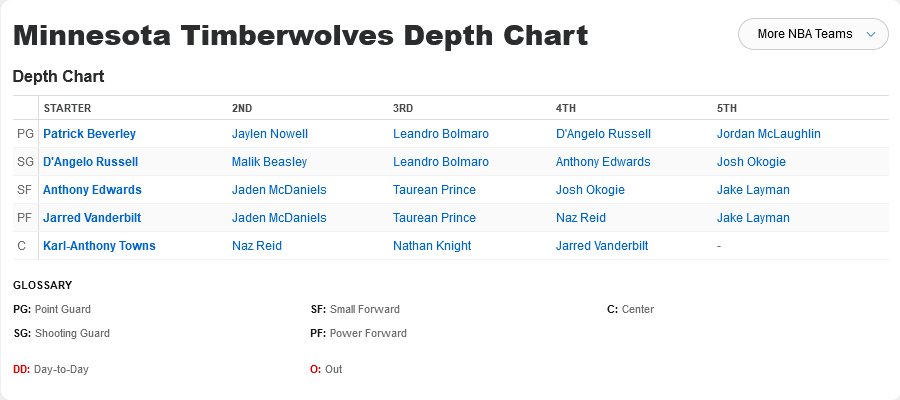 Minnesota Timberwolves Depth Chart
More NBA Teams
Depth Chart
STARTER 2ND 3RD 4TH 5TH
PG Patrick Beverley Jaylen Nowell Leandro Bolmaro D'Angelo Russell Jordan McLaughlin
SG D'Angelo Russell Malik Beasley Leandro Bolmaro Anthony Edwards Josh Okogie
SF Anthony Edwards Jaden McDaniels Taurean Prince Josh Okogie Jake Layman
PF Jarred Vanderbilt Jaden McDaniels Taurean Prince Naz Reid Jake Layman
C Karl-Anthony Towns Naz Reid Nathan Knight Jarred Vanderbilt -
GLOSSARY
PG: Point Guard SF: Small Forward C: Center
SG: Shooting Guard PF: Power Forward
DD: Day-to-Day O: Out